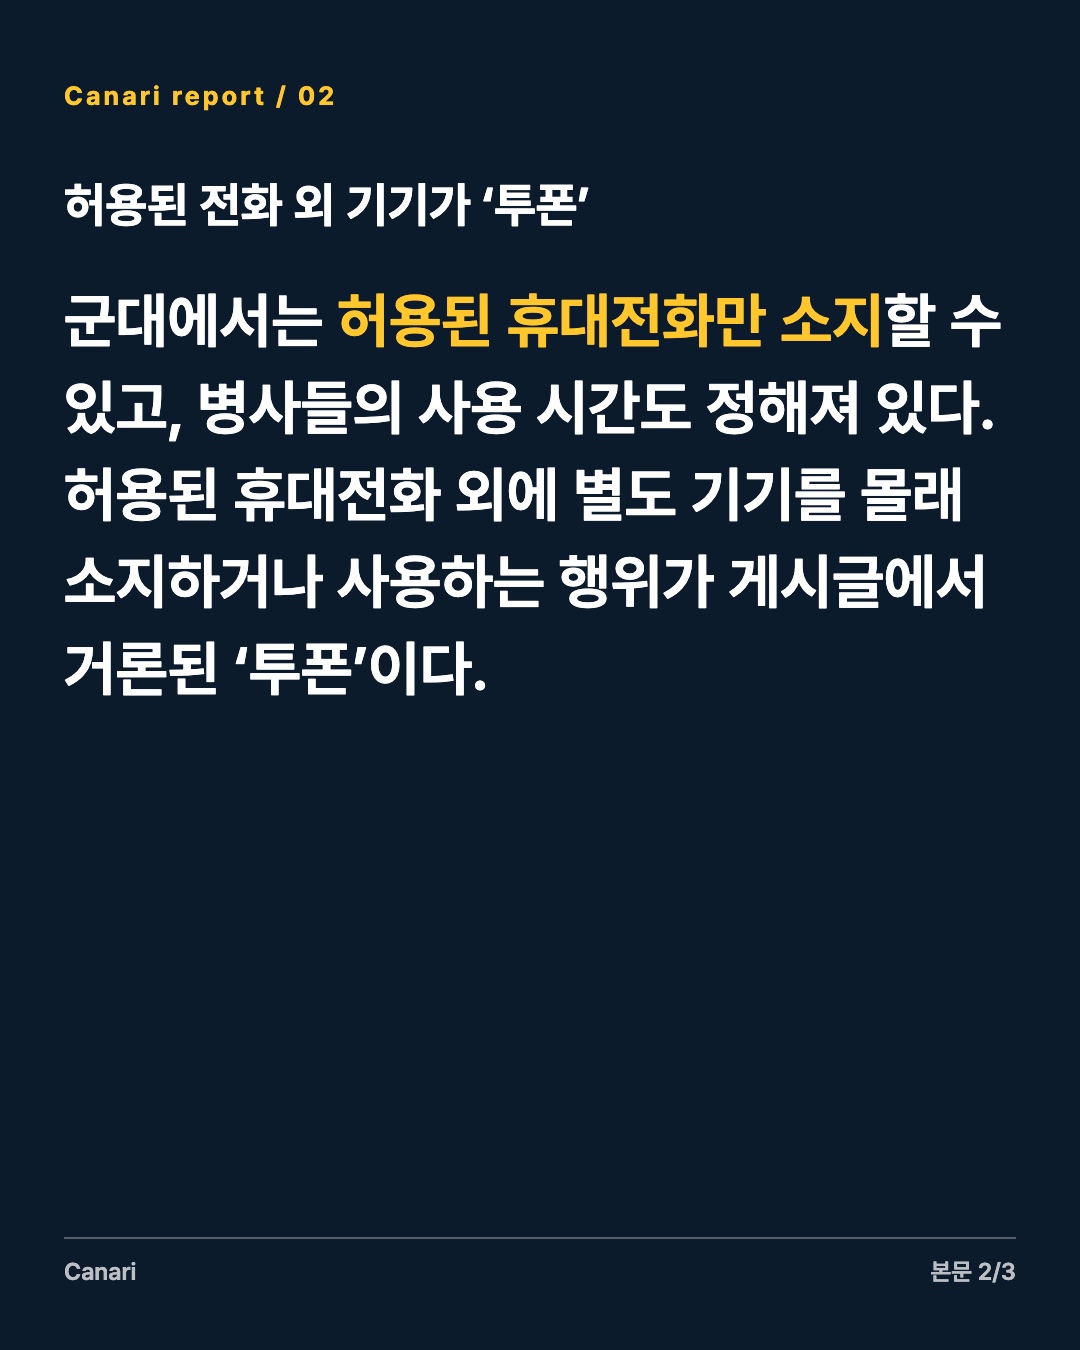 Canari report / 02
허용된 전화 외 기기가 ‘투폰’
군대에서는 허용된 휴대전화만 소지할 수
있고, 병사들의 사용 시간도 정해져 있다.
허용된 휴대전화 외에 별도 기기를 몰래
소지하거나 사용하는 행위가 게시글에서
거론된 ‘투폰’이다.
Canari
본문 2/3